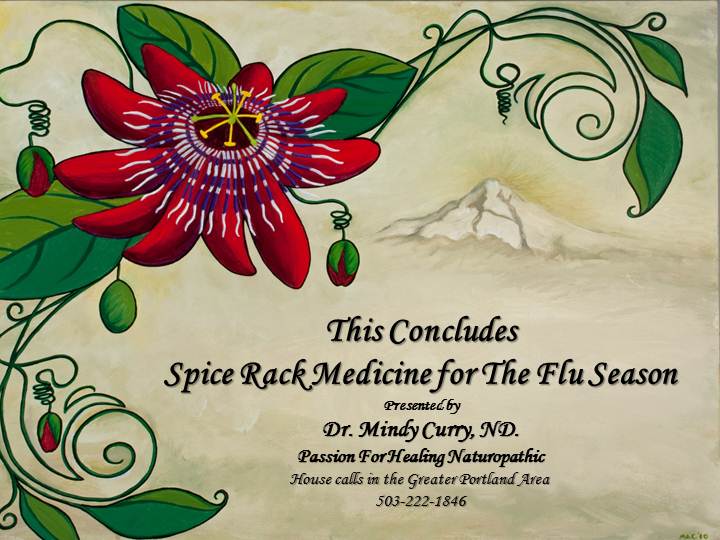 This Concludes
Spice Rack Medicine for The Flu Season
Presented by
Dr. Mindy Curry, ND.
Passion For Healing Naturopathic
House calls in the Greater Portland Area
503-222-1846